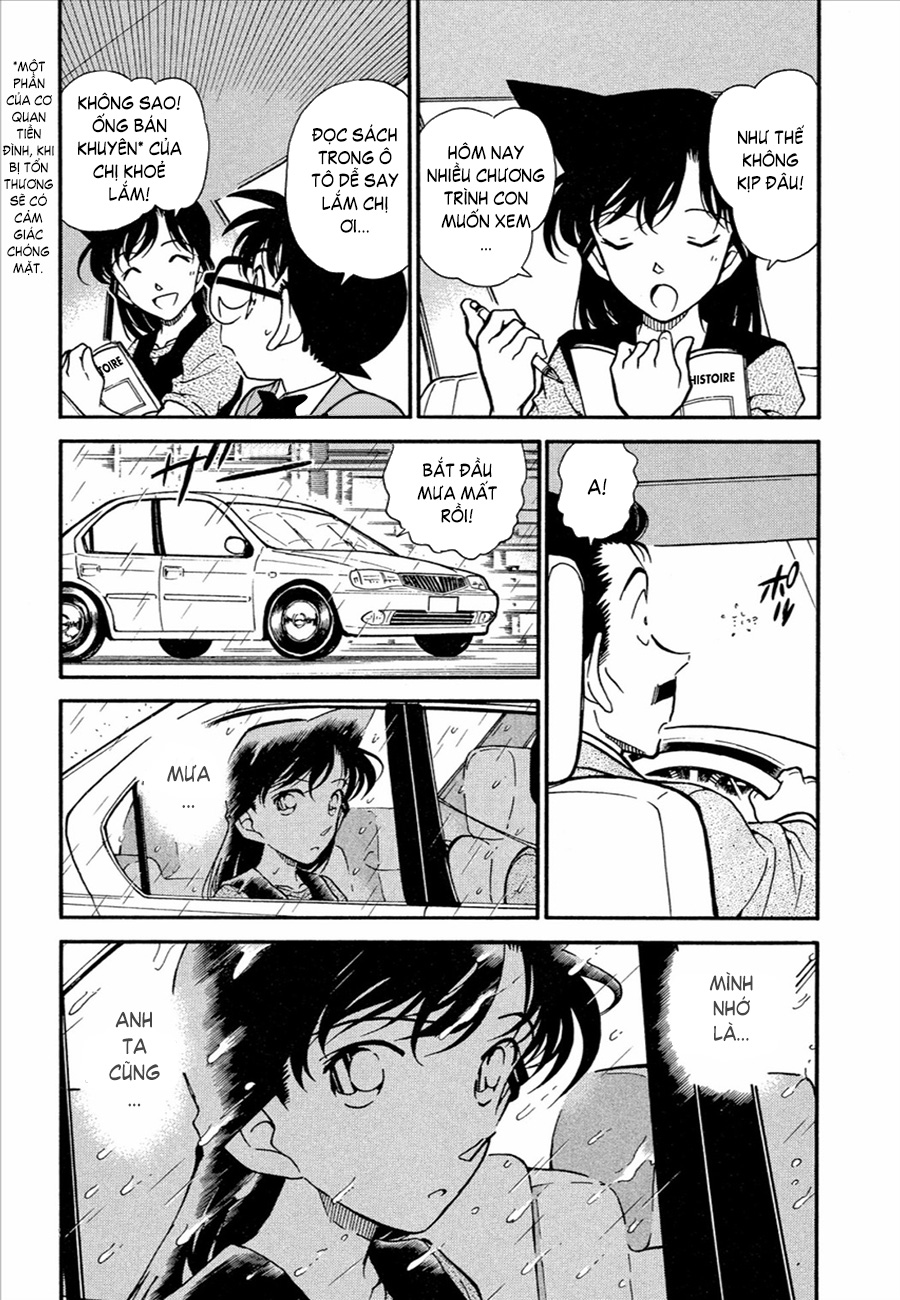 NHƯ THẾ
KHÔNG
KỊP ĐÂU!
HÔM NAY
NHIỀU CHƯƠNG
TRÌNH CON
MUỐN XEM
...
HISTOIRE
ĐỌC SÁCH
TRONG Ô
TÔ DỄ SAY
LẮM CHỊ
ƠI...
KHÔNG SAO!
ỐNG BÁN
KHUYÊN* CỦA
CHỊ KHOẺ
LẮM!
STOIRE
*MỘT
PHẦN
CỦA CƠ
QUAN
TIỀN
ĐÌNH, KHI
BỊ TỔN
THƯƠNG
SẼ CÓ
CẢM
GIÁC
CHÓNG
MẶT.
A!
ポツ
BẮT ĐẦU
MƯA MẤT
RỒI!
MƯA
...
MÌNH
NHỚ
LÀ...
ANH
TA
CŨNG
...